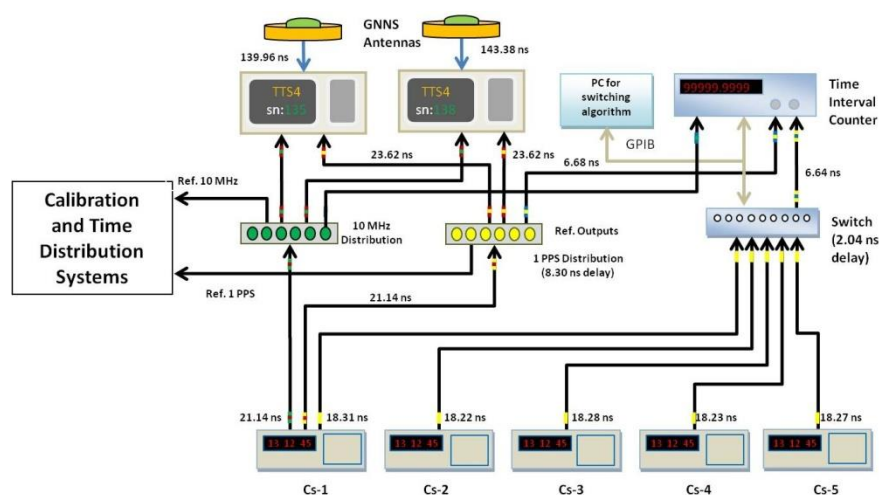 GNNS
Antennas
139.96 ns
143.38 ns
TTS4
sn:135
TTS4
sn:138
PC for
switching
algorithm
99999.9999
Time
Interval
Counter
23.62 ns
23.62 ns
6.68 ns
GPIB
6.64 ns
Ref. 10 MHz
Calibration
and Time
Distribution
Systems
10 MHz
Distribution
Ref. Outputs
1 PPS Distribution
(8.30 ns delay)
Switch
(2.04 ns
delay)
Ref. 1 PPS
21.14 ns
21.14 ns
18.31 ns
18.22 ns
18.28 ns
18.23 ns
18.27 ns
13 12 45
13 12 45
13 12 45
13 12 45
13 12 45
Cs-1
Cs-2
Cs-3
Cs-4
Cs-5